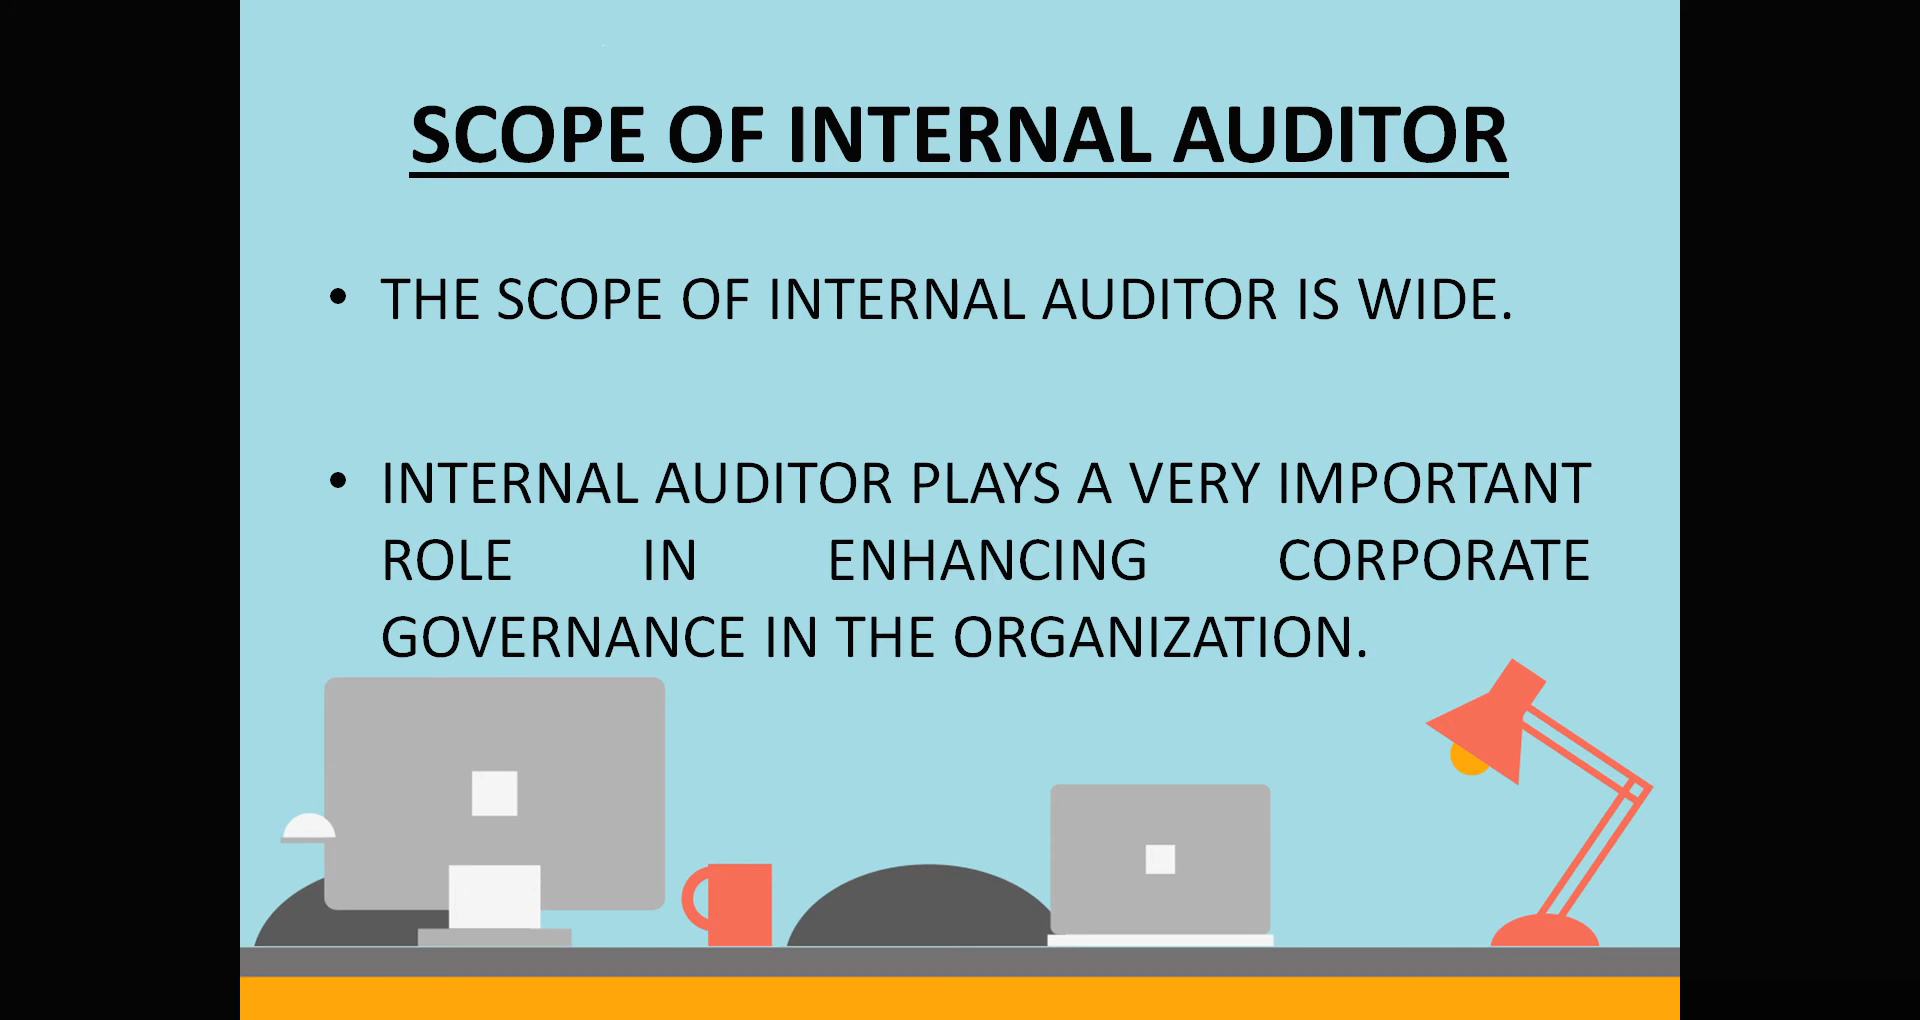 SCOPE OF INTERNAL AUDITOR
• THE SCOPE OF INTERNAL AUDITOR IS WIDE.
• INTERNAL AUDITOR PLAYS A VERY IMPORTANT
ROLE IN ENHANCING CORPORATE
GOVERNANCE IN THE ORGANIZATION.